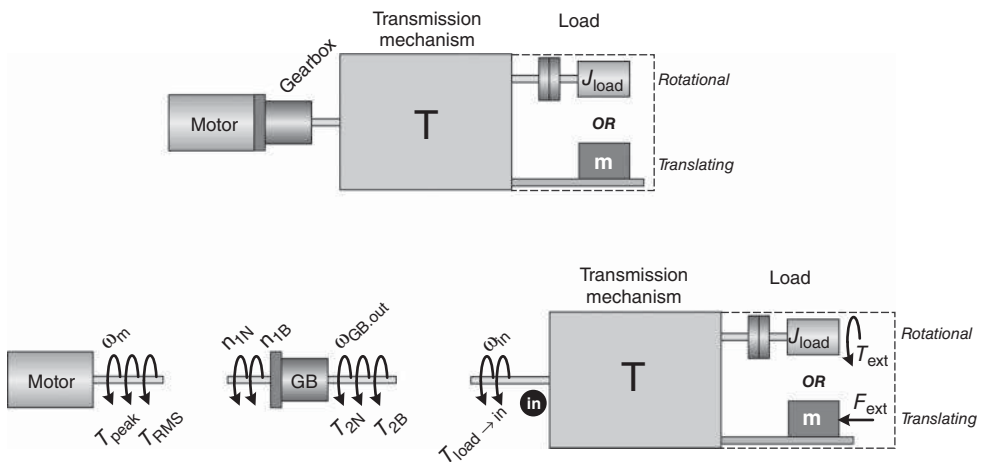 Transmission
mechanism
Load
Gearbox
Motor
T
J_load
Rotational
OR
m
Translating
Transmission
mechanism
Load
ω_m
n_1N
n_1B
ω_GB.out
ω_in
Motor
GB
T
J_load
T_ext
Rotational
in
OR
T_peak
T_RMS
T_2N
T_2B
T_load → in
m
F_ext
Translating